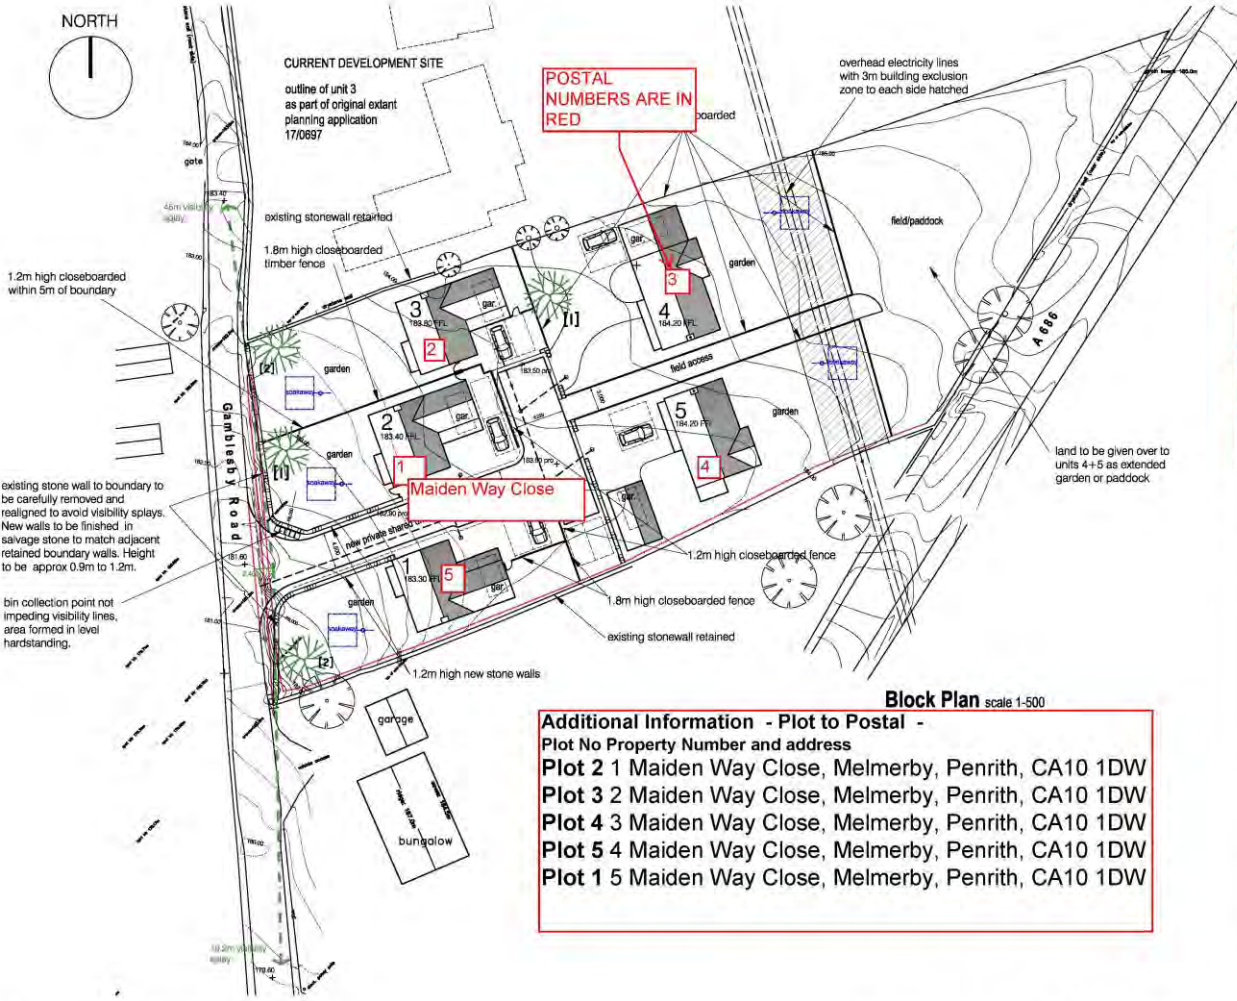 NORTH
CURRENT DEVELOPMENT SITE
outline of unit 3
as part of original extant
planning application
17/0697
POSTAL
NUMBERS ARE IN
RED
boarded
overhead electricity lines
with 3m building exclusion
zone to each side hatched
gate
183.40
45m visibility
splay
existing stonewall retained
1.8m high closeboarded
timber fence
1.2m high closeboarded
within 5m of boundary
field/paddock
garden
gar.
soakaway
3
4
184.20 FFL
3
183.80 FFL
2
gar.
[1]
[2]
garden
soakaway
183.50 pro
field access
soakaway
A 686
2
183.40 FFL
1
gar.
5
184.20 FFL
4
garden
Gamblesby Road
garden
[1]
soakaway
Maiden Way Close
new private shared
gar.
land to be given over to
units 4+5 as extended
garden or paddock
existing stone wall to boundary to
be carefully removed and
realigned to avoid visibility splays.
New walls to be finished in
salvage stone to match adjacent
retained boundary walls. Height
to be approx 0.9m to 1.2m.
bin collection point not
impeding visibility lines,
area formed in level
hardstanding.
1
183.30 FFL
5
gar.
garden
soakaway
[2]
1.2m high closeboarded fence
1.8m high closeboarded fence
existing stonewall retained
1.2m high new stone walls
garage
bungalow
Block Plan scale 1-500
Additional Information - Plot to Postal -
Plot No Property Number and address
Plot 2 1 Maiden Way Close, Melmerby, Penrith, CA10 1DW
Plot 3 2 Maiden Way Close, Melmerby, Penrith, CA10 1DW
Plot 4 3 Maiden Way Close, Melmerby, Penrith, CA10 1DW
Plot 5 4 Maiden Way Close, Melmerby, Penrith, CA10 1DW
Plot 1 5 Maiden Way Close, Melmerby, Penrith, CA10 1DW
visibility
splay